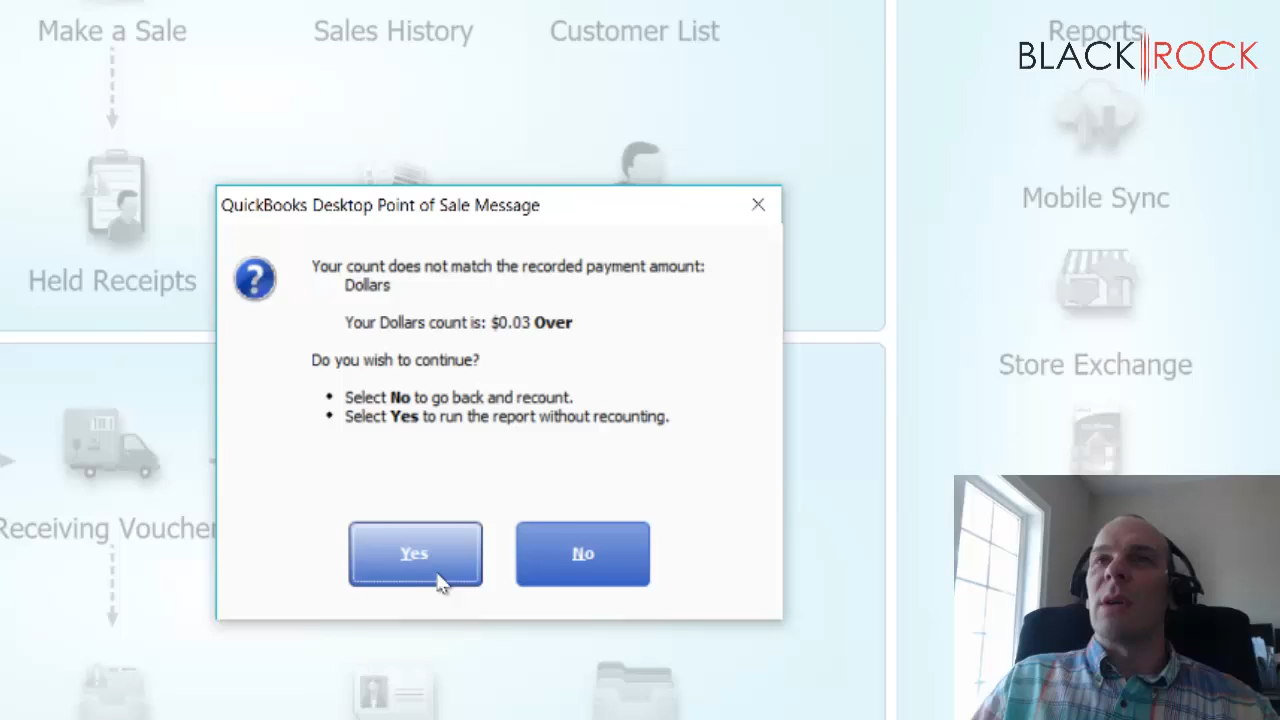 Make a Sale
Sales History
Customer List
Reports
BLACK ROCK
Held Receipts
Mobile Sync
Store Exchange
Receiving Voucher
QuickBooks Desktop Point of Sale Message
Your count does not match the recorded payment amount:
Dollars
Your Dollars count is: $0.03 Over
Do you wish to continue?
• Select No to go back and recount.
• Select Yes to run the report without recounting.
Yes
No